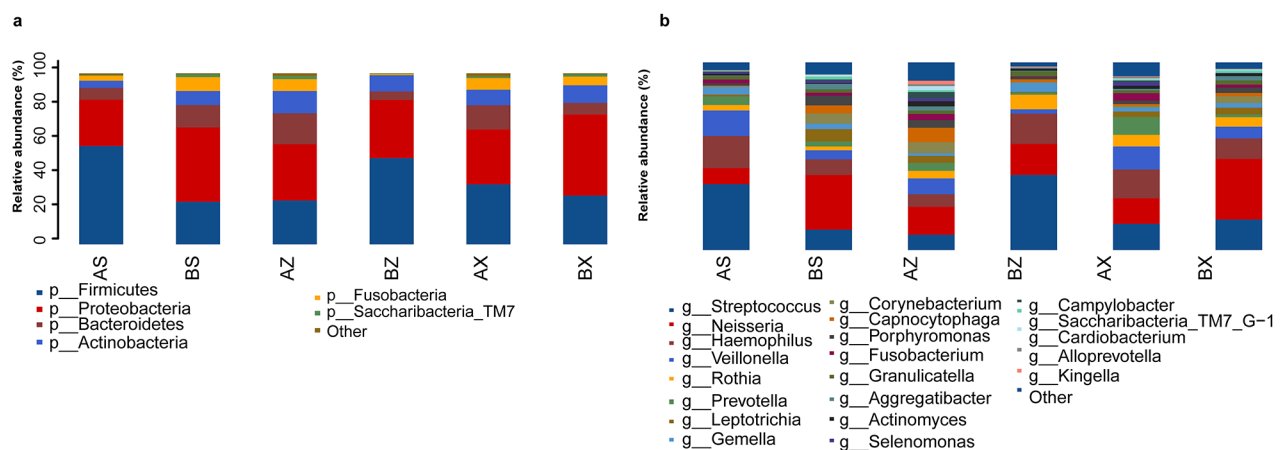 a
Relative abundance (%)
100
80
60
40
20
0
AS
BS
AZ
BZ
AX
BX
p__Firmicutes
p__Proteobacteria
p__Bacteroidetes
p__Actinobacteria
p__Fusobacteria
p__Saccharibacteria_TM7
Other
b
Relative abundance (%)
AS
BS
AZ
BZ
AX
BX
g__Streptococcus
g__Neisseria
g__Haemophilus
g__Veillonella
g__Rothia
g__Prevotella
g__Leptotrichia
g__Gemella
g__Corynebacterium
g__Capnocytophaga
g__Porphyromonas
g__Fusobacterium
g__Granulicatella
g__Aggregatibacter
g__Actinomyces
g__Selenomonas
g__Campylobacter
g__Saccharibacteria_TM7_G−1
g__Cardiobacterium
g__Alloprevotella
g__Kingella
Other